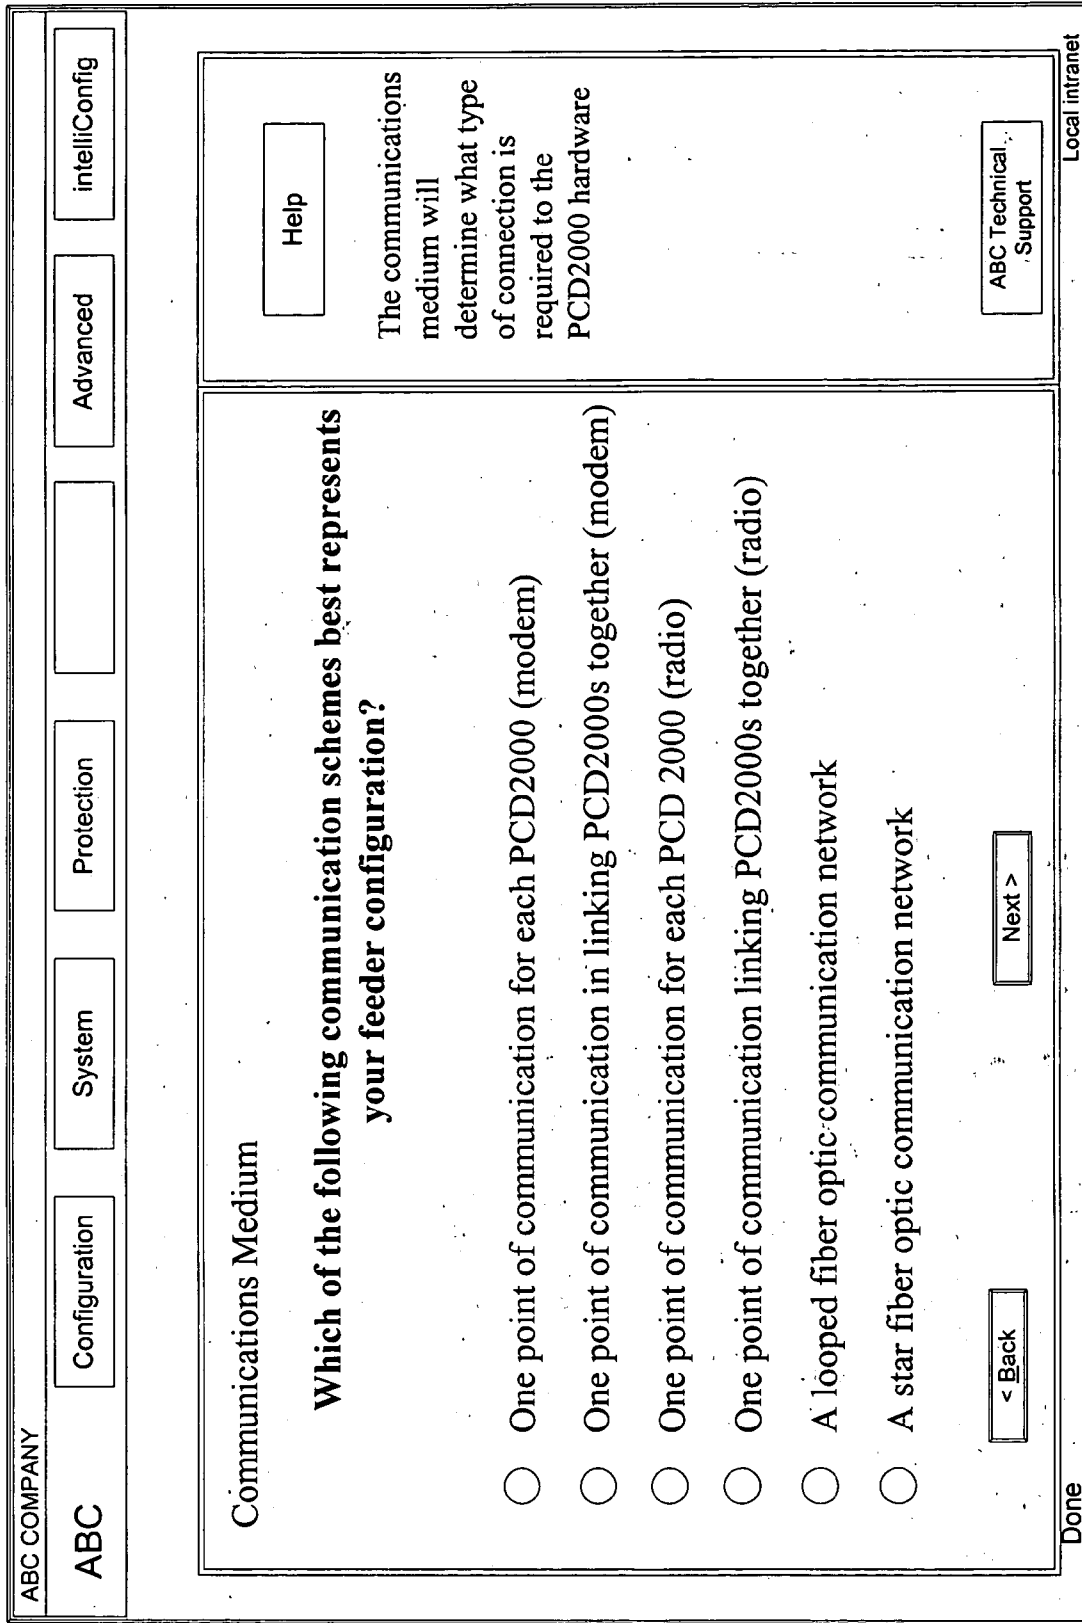 ABC COMPANY
ABC
Configuration
System
Protection
Advanced
intelliConfig
Communications Medium
Which of the following communication schemes best represents
your feeder configuration?
One point of communication for each PCD2000 (modem)
One point of communication in linking PCD2000s together (modem)
One point of communication for each PCD 2000 (radio)
One point of communication linking PCD2000s together (radio)
A looped fiber optic communication network
A star fiber optic communication network
< Back
Next >
Help
The communications
medium will
determine what type
of connection is
required to the
PCD2000 hardware
ABC Technical
Support
Done
Local intranet